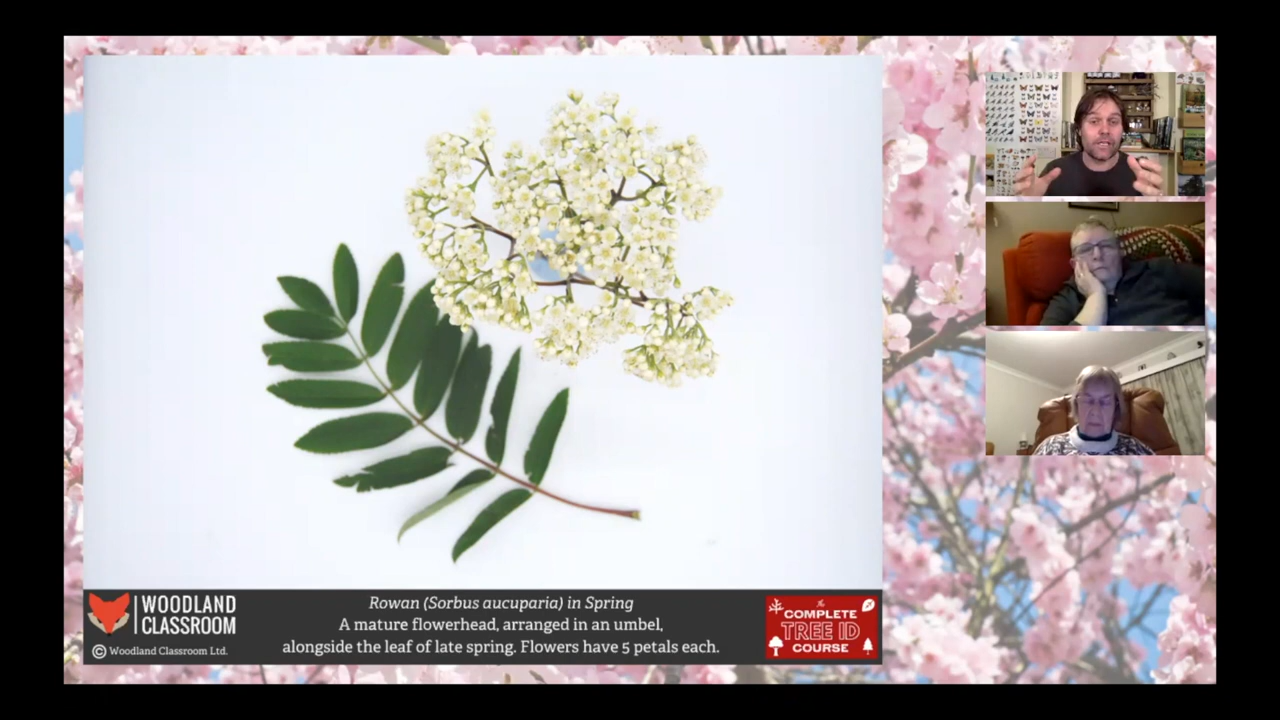 WOODLAND
CLASSROOM
© Woodland Classroom Ltd.
Rowan (Sorbus aucuparia) in Spring
A mature flowerhead, arranged in an umbel,
alongside the leaf of late spring. Flowers have 5 petals each.
The
COMPLETE
TREE ID
COURSE